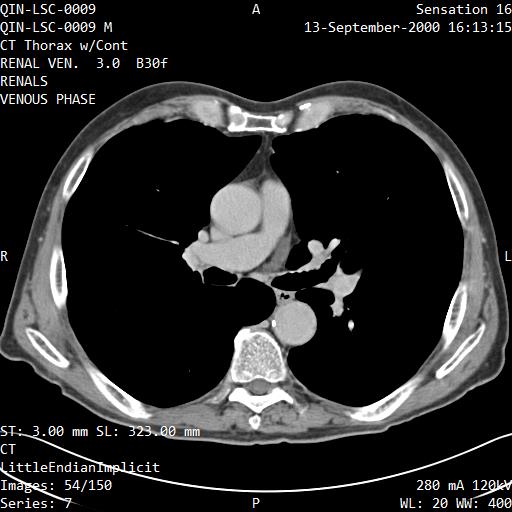 QIN-LSC-0009 A Sensation 16
QIN-LSC-0009 M 13-September-2000 16:13:15
CT Thorax w/Cont
RENAL VEN. 3.0 B30f
RENALS
VENOUS PHASE
R L
ST: 3.00 mm SL: 323.00 mm
CT
LittleEndianImplicit
Images: 54/150 280 mA 120kV
Series: 7 P WL: 20 WW: 400